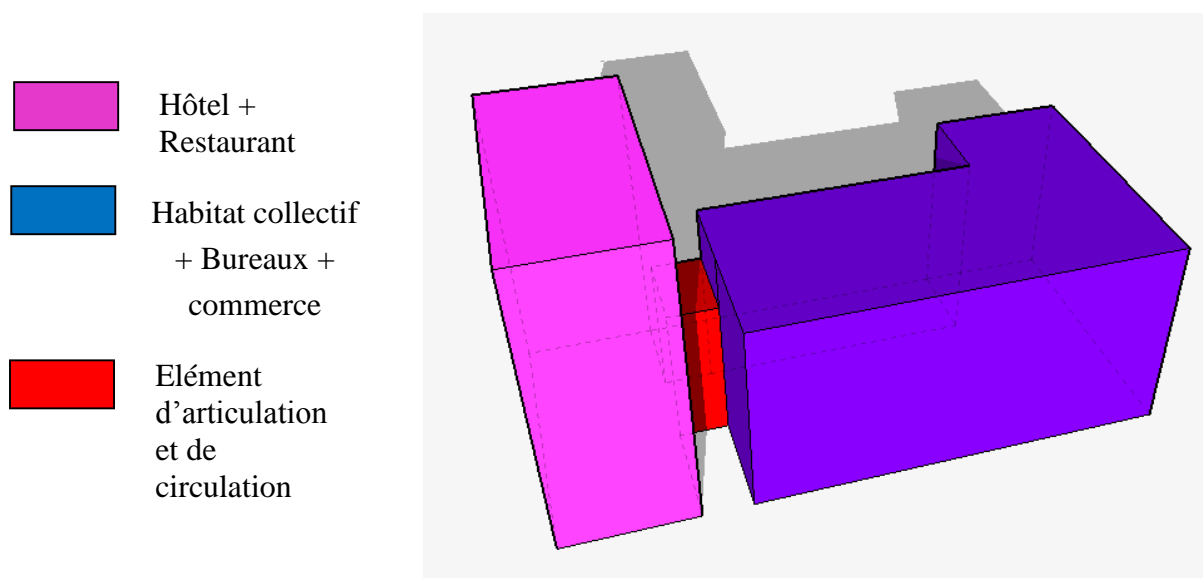 Hôtel +
Restaurant
Habitat collectif
+ Bureaux +
commerce
Elément
d’articulation
et de
circulation